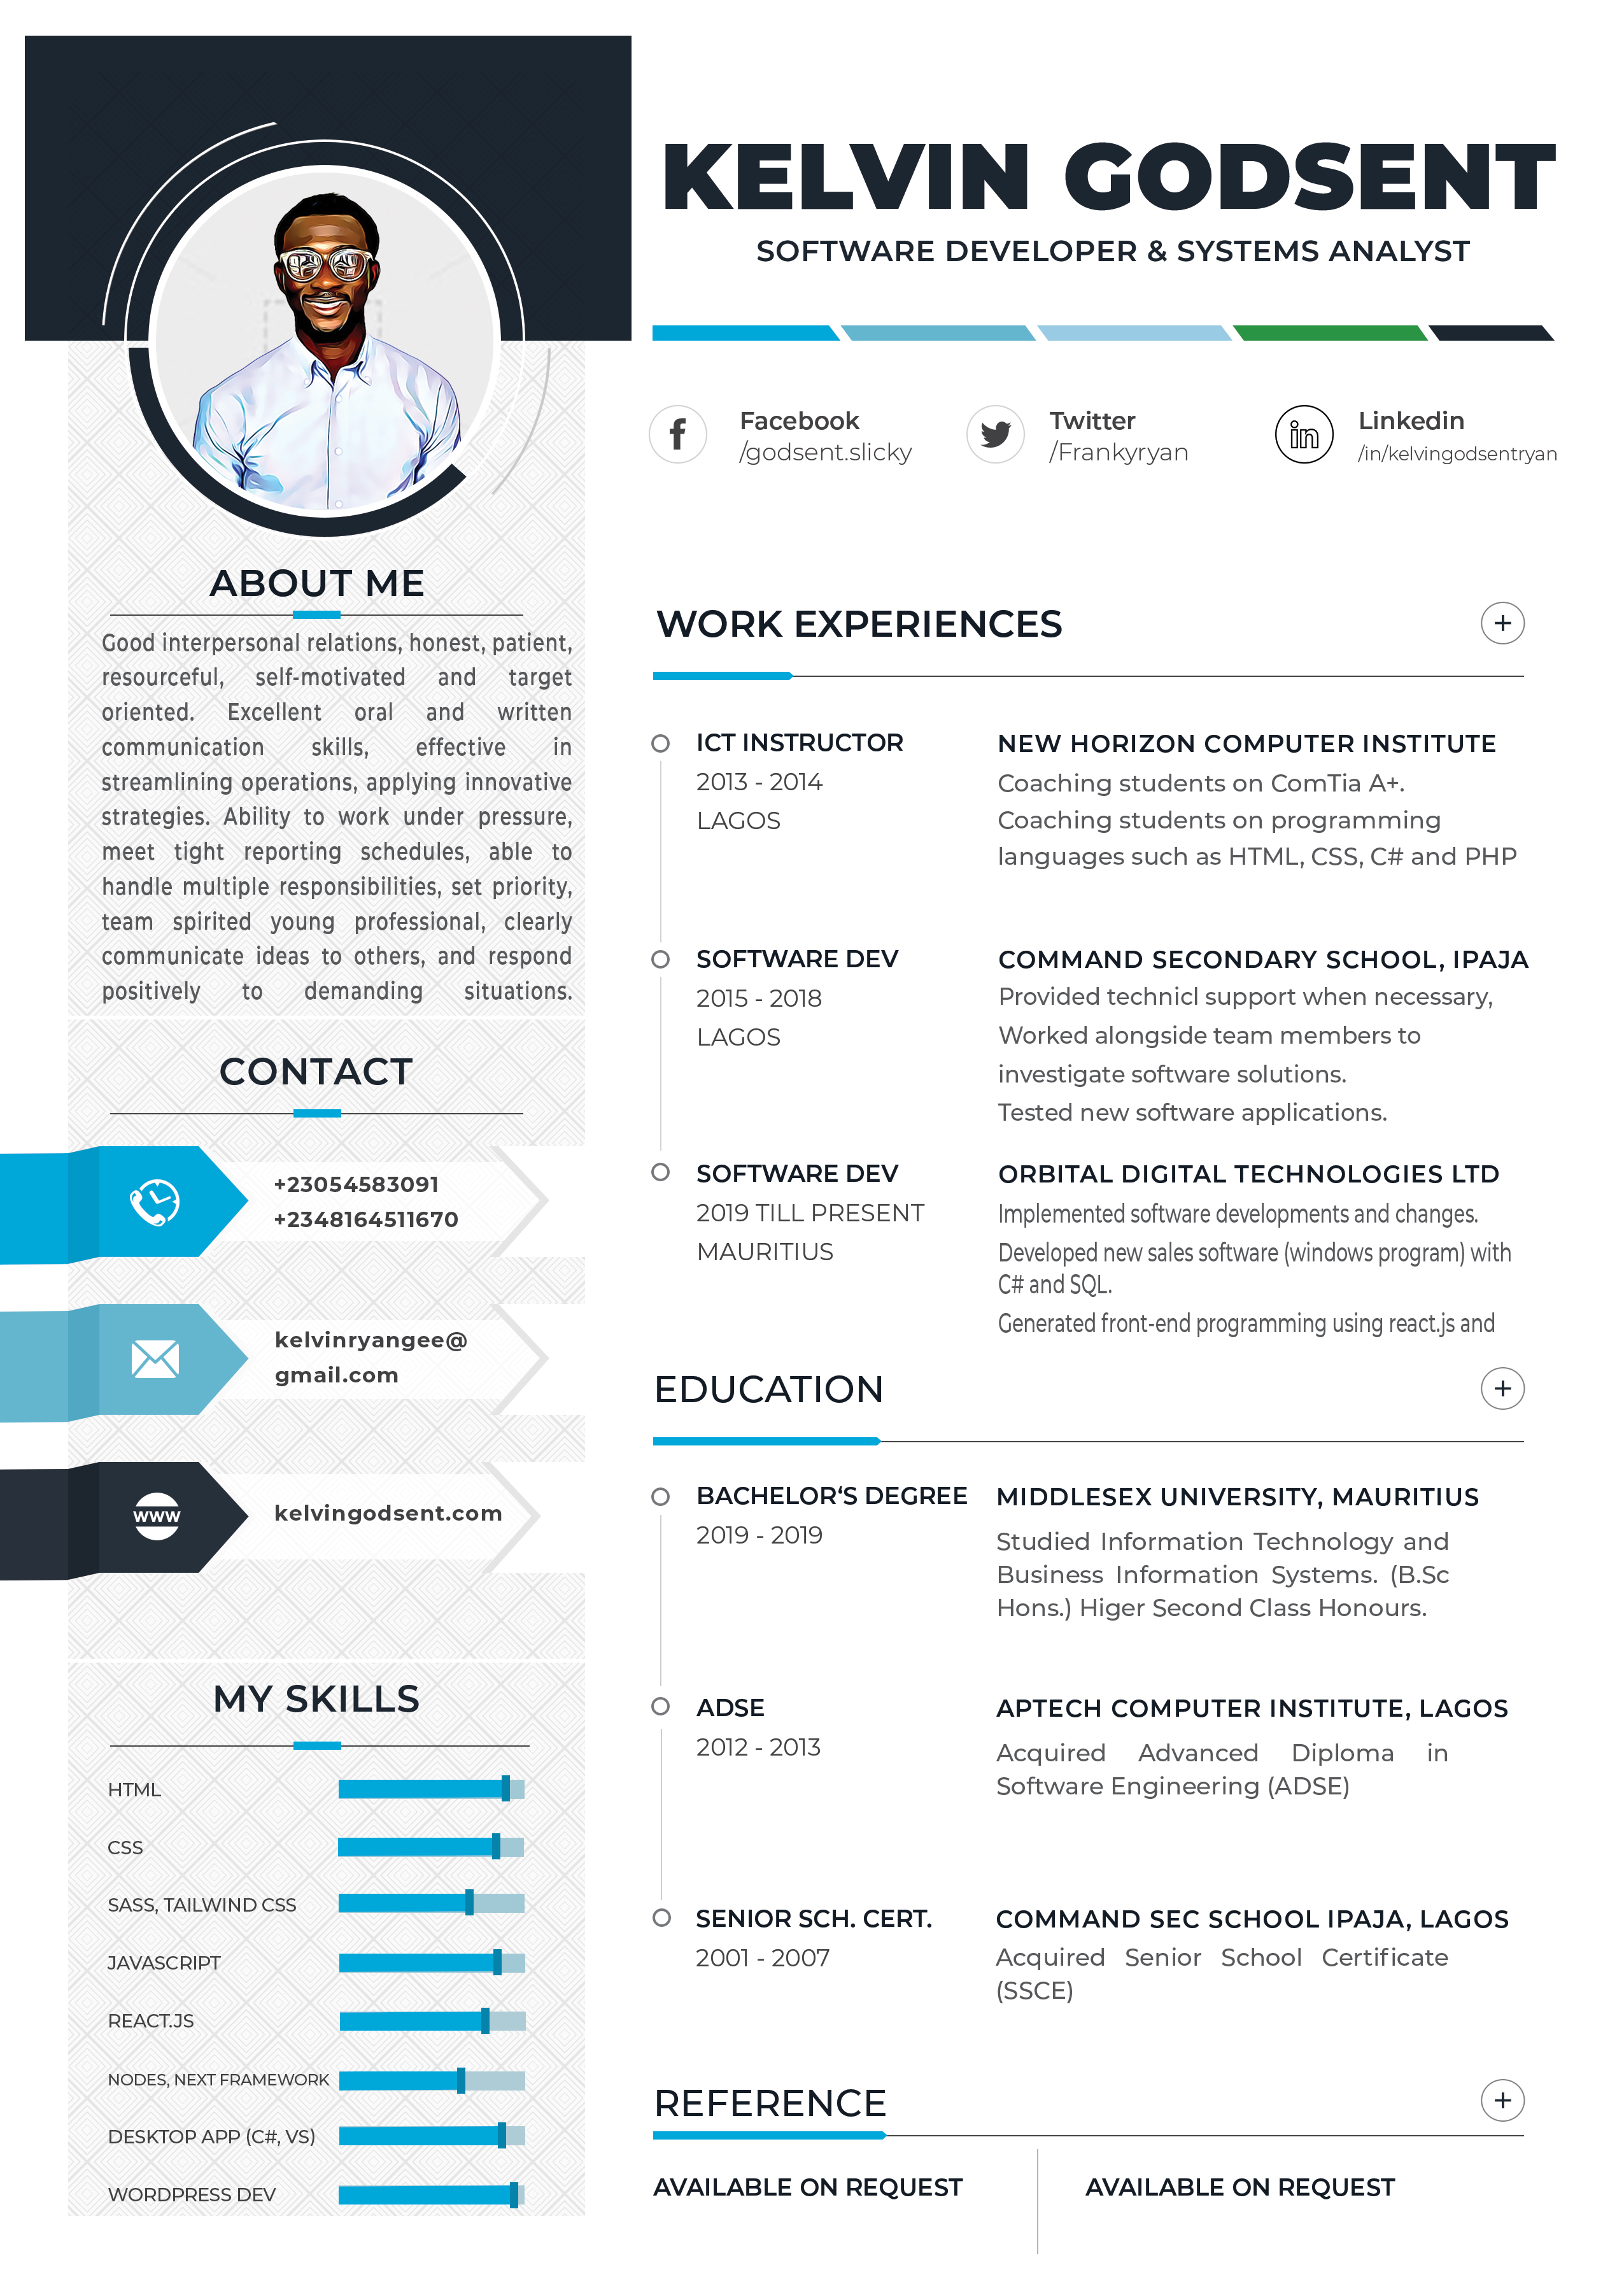 KELVIN GODSENT
SOFTWARE DEVELOPER & SYSTEMS ANALYST
Facebook
/godsent.slicky
Twitter
/Frankyryan
Linkedin
/in/kelvingodsentryan
ABOUT ME
Good interpersonal relations, honest, patient,
resourceful, self-motivated and target
oriented. Excellent oral and written
communication skills, effective in
streamlining operations, applying innovative
strategies. Ability to work under pressure,
meet tight reporting schedules, able to
handle multiple responsibilities, set priority,
team spirited young professional, clearly
communicate ideas to others, and respond
positively to demanding situations.
CONTACT
+23054583091
+2348164511670
kelvinryangee@
gmail.com
WWW
kelvingodsent.com
MY SKILLS
HTML
CSS
SASS, TAILWIND CSS
JAVASCRIPT
REACT.JS
NODES, NEXT FRAMEWORK
DESKTOP APP (C#, VS)
WORDPRESS DEV
WORK EXPERIENCES
ICT INSTRUCTOR
2013 - 2014
LAGOS
NEW HORIZON COMPUTER INSTITUTE
Coaching students on ComTia A+.
Coaching students on programming
languages such as HTML, CSS, C# and PHP
SOFTWARE DEV
2015 - 2018
LAGOS
COMMAND SECONDARY SCHOOL, IPAJA
Provided technicl support when necessary,
Worked alongside team members to
investigate software solutions.
Tested new software applications.
SOFTWARE DEV
2019 TILL PRESENT
MAURITIUS
ORBITAL DIGITAL TECHNOLOGIES LTD
Implemented software developments and changes.
Developed new sales software (windows program) with
C# and SQL.
Generated front-end programming using react.js and
EDUCATION
BACHELOR‘S DEGREE
2019 - 2019
MIDDLESEX UNIVERSITY, MAURITIUS
Studied Information Technology and
Business Information Systems. (B.Sc
Hons.) Higer Second Class Honours.
ADSE
2012 - 2013
APTECH COMPUTER INSTITUTE, LAGOS
Acquired Advanced Diploma in
Software Engineering (ADSE)
SENIOR SCH. CERT.
2001 - 2007
COMMAND SEC SCHOOL IPAJA, LAGOS
Acquired Senior School Certificate
(SSCE)
REFERENCE
AVAILABLE ON REQUEST
AVAILABLE ON REQUEST